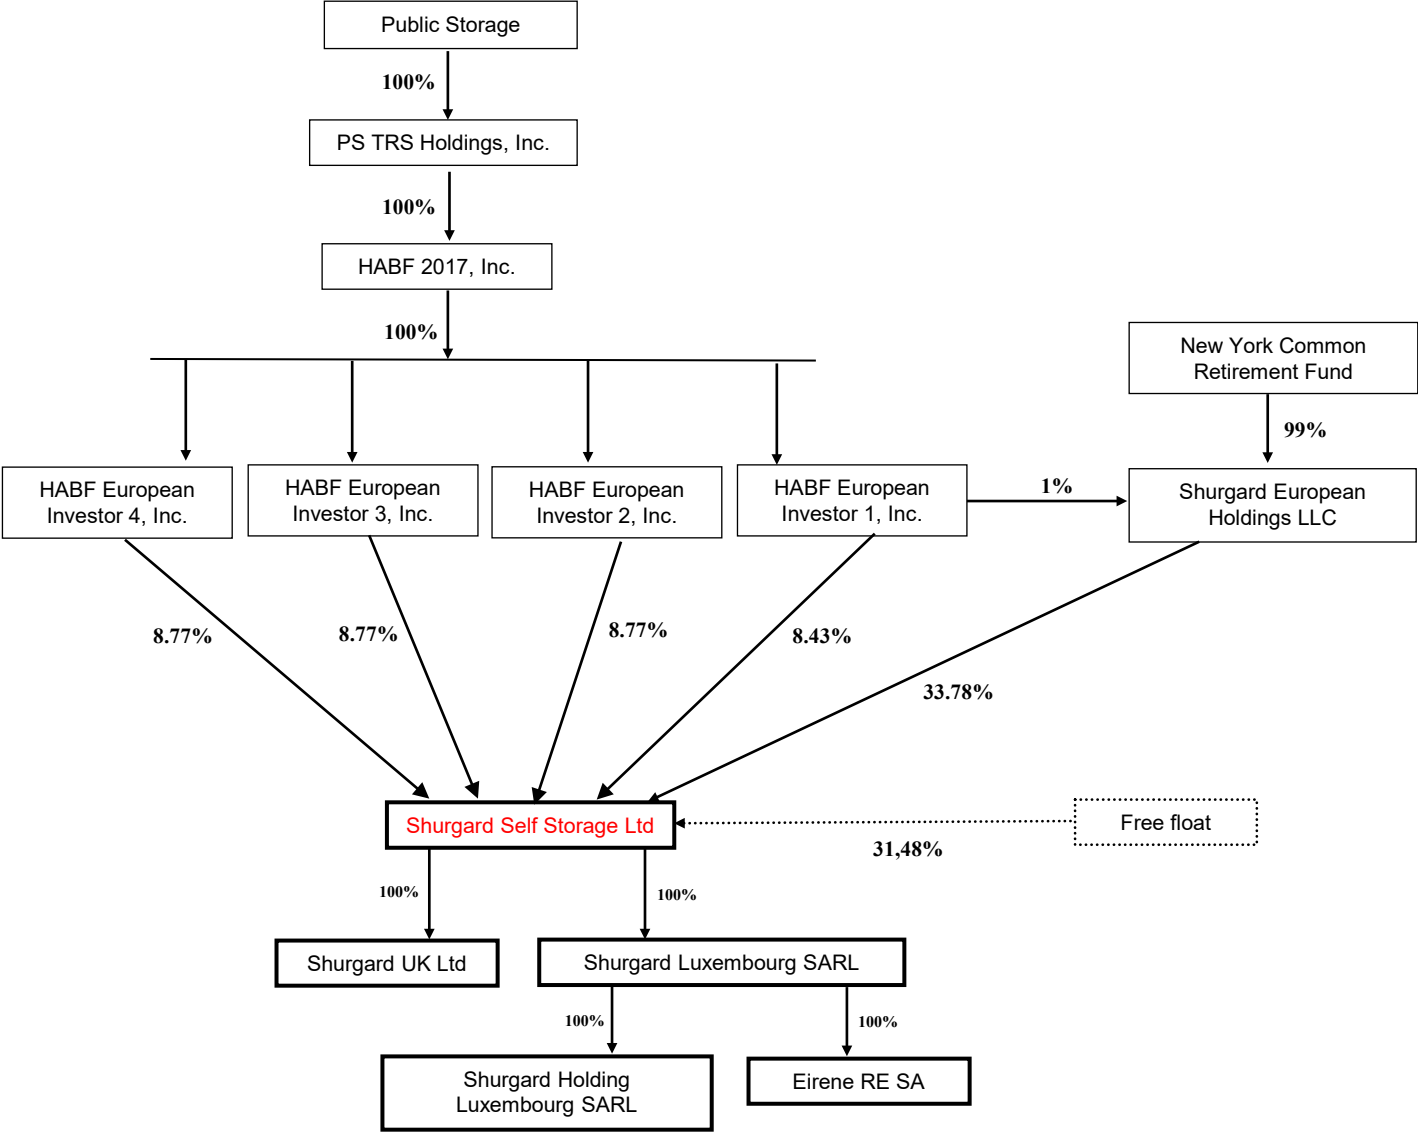 Public Storage
100%
PS TRS Holdings, Inc.
100%
HABF 2017, Inc.
100%
New York Common
Retirement Fund
99%
HABF European
Investor 4, Inc.
HABF European
Investor 3, Inc.
HABF European
Investor 2, Inc.
HABF European
Investor 1, Inc.
1%
Shurgard European
Holdings LLC
8.77%
8.77%
8.77%
8.43%
33.78%
Shurgard Self Storage Ltd
Free float
31,48%
100%
100%
Shurgard UK Ltd
Shurgard Luxembourg SARL
100%
100%
Shurgard Holding
Luxembourg SARL
Eirene RE SA